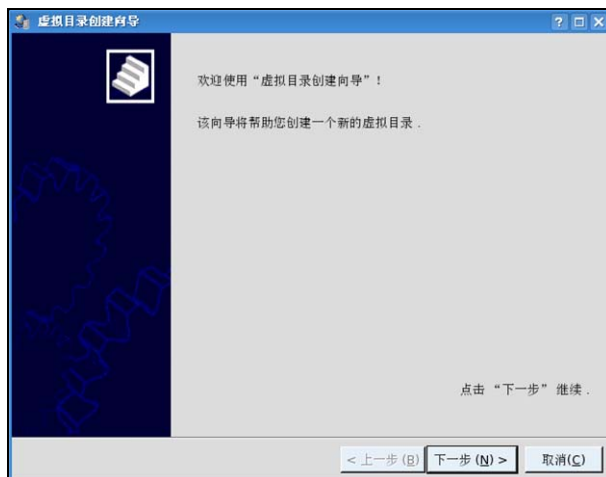 虚拟目录创建向导
欢迎使用“虚拟目录创建向导”！
该向导将帮助您创建一个新的虚拟目录．
点击 “下一步” 继续．
< 上一步 (B) 下一步 (N) > 取消(C)